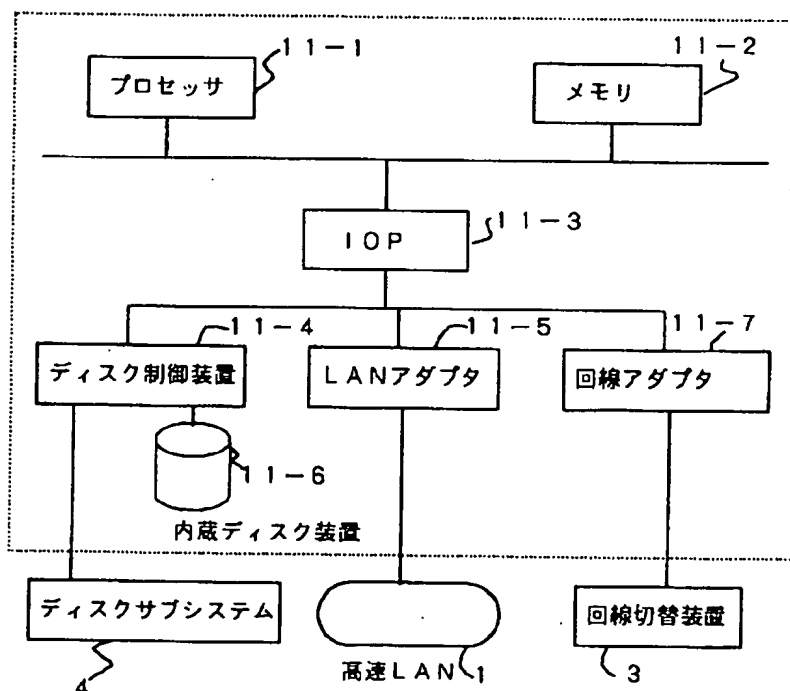 11-1
11-2
プロセッサ
メモリ
11-3
IOP
11-4
11-5
11-7
ディスク制御装置
LANアダプタ
回線アダプタ
11-6
内蔵ディスク装置
ディスクサブシステム
回線切替装置
4
高速LAN
1
3